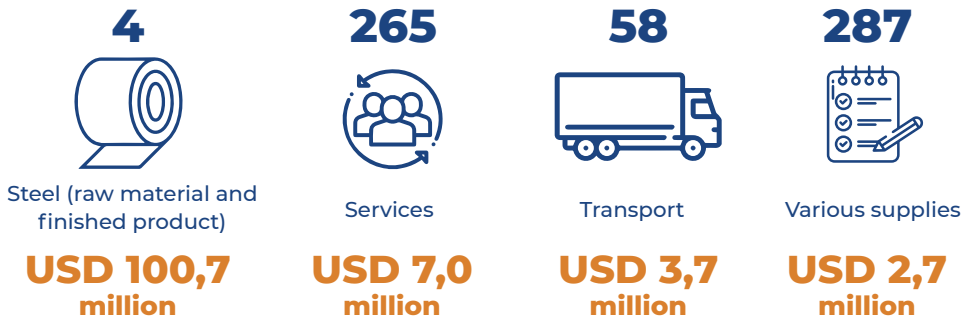 4
265
58
287
Steel (raw material and
finished product)
Services
Transport
Various supplies
USD 100,7
million
USD 7,0
million
USD 3,7
million
USD 2,7
million